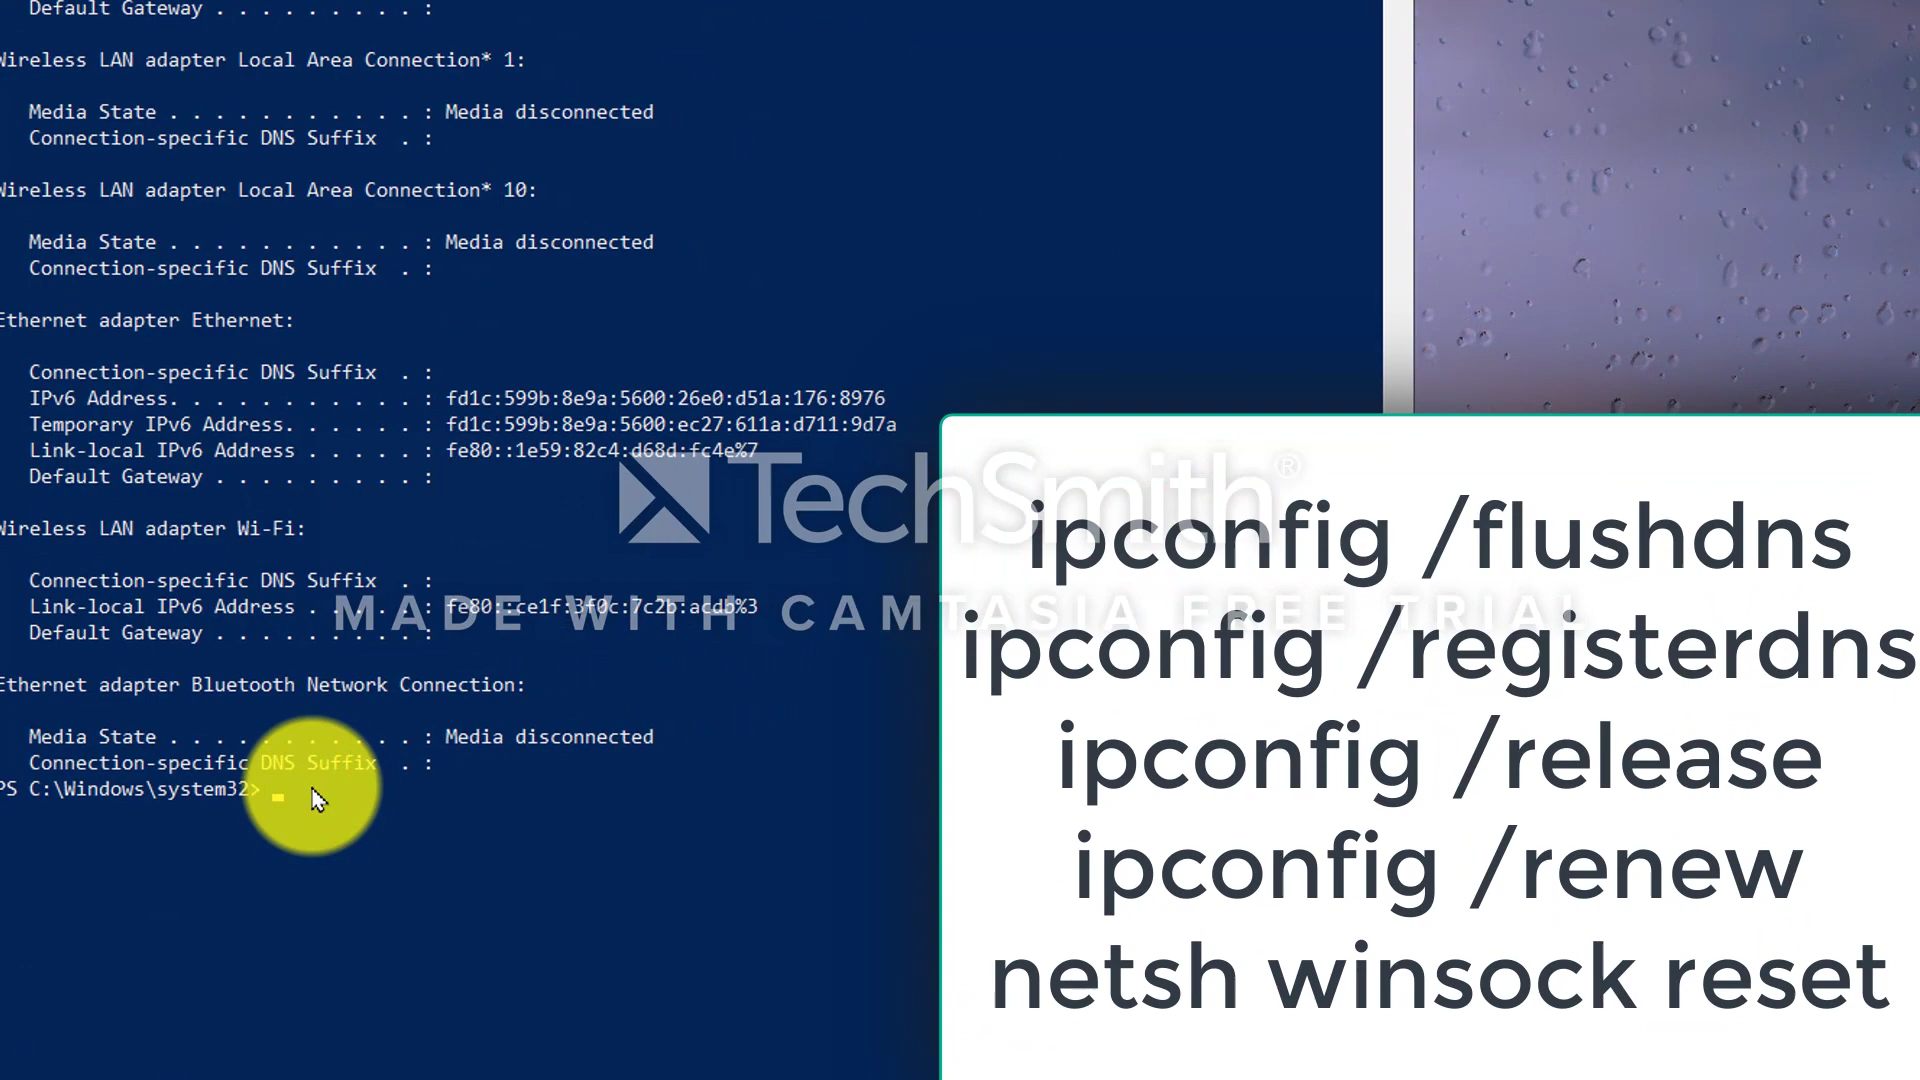 Default Gateway . . . . . . . . . :
Wireless LAN adapter Local Area Connection* 1:
Media State . . . . . . . . . . . : Media disconnected
Connection-specific DNS Suffix  . :
Wireless LAN adapter Local Area Connection* 10:
Media State . . . . . . . . . . . : Media disconnected
Connection-specific DNS Suffix  . :
Ethernet adapter Ethernet:
Connection-specific DNS Suffix  . :
IPv6 Address. . . . . . . . . . . : fd1c:599b:8e9a:5600:26e0:d51a:176:8976
Temporary IPv6 Address. . . . . . : fd1c:599b:8e9a:5600:ec27:611a:d711:9d7a
Link-local IPv6 Address . . . . . : fe80::1e59:82c4:d68d:fc4e%7
Default Gateway . . . . . . . . . :
Wireless LAN adapter Wi-Fi:
Connection-specific DNS Suffix  . :
Link-local IPv6 Address . . . . . : fe80::ce1f:3f0c:7c2b:acdb%3
Default Gateway . . . . . . . . . :
Ethernet adapter Bluetooth Network Connection:
Media State . . . . . . . . . . . : Media disconnected
Connection-specific DNS Suffix  . :
PS C:\Windows\system32>
TechSmith®
MADE WITH CAMTASIA FREE TRIAL
ipconfig /flushdns
ipconfig /registerdns
ipconfig /release
ipconfig /renew
netsh winsock reset